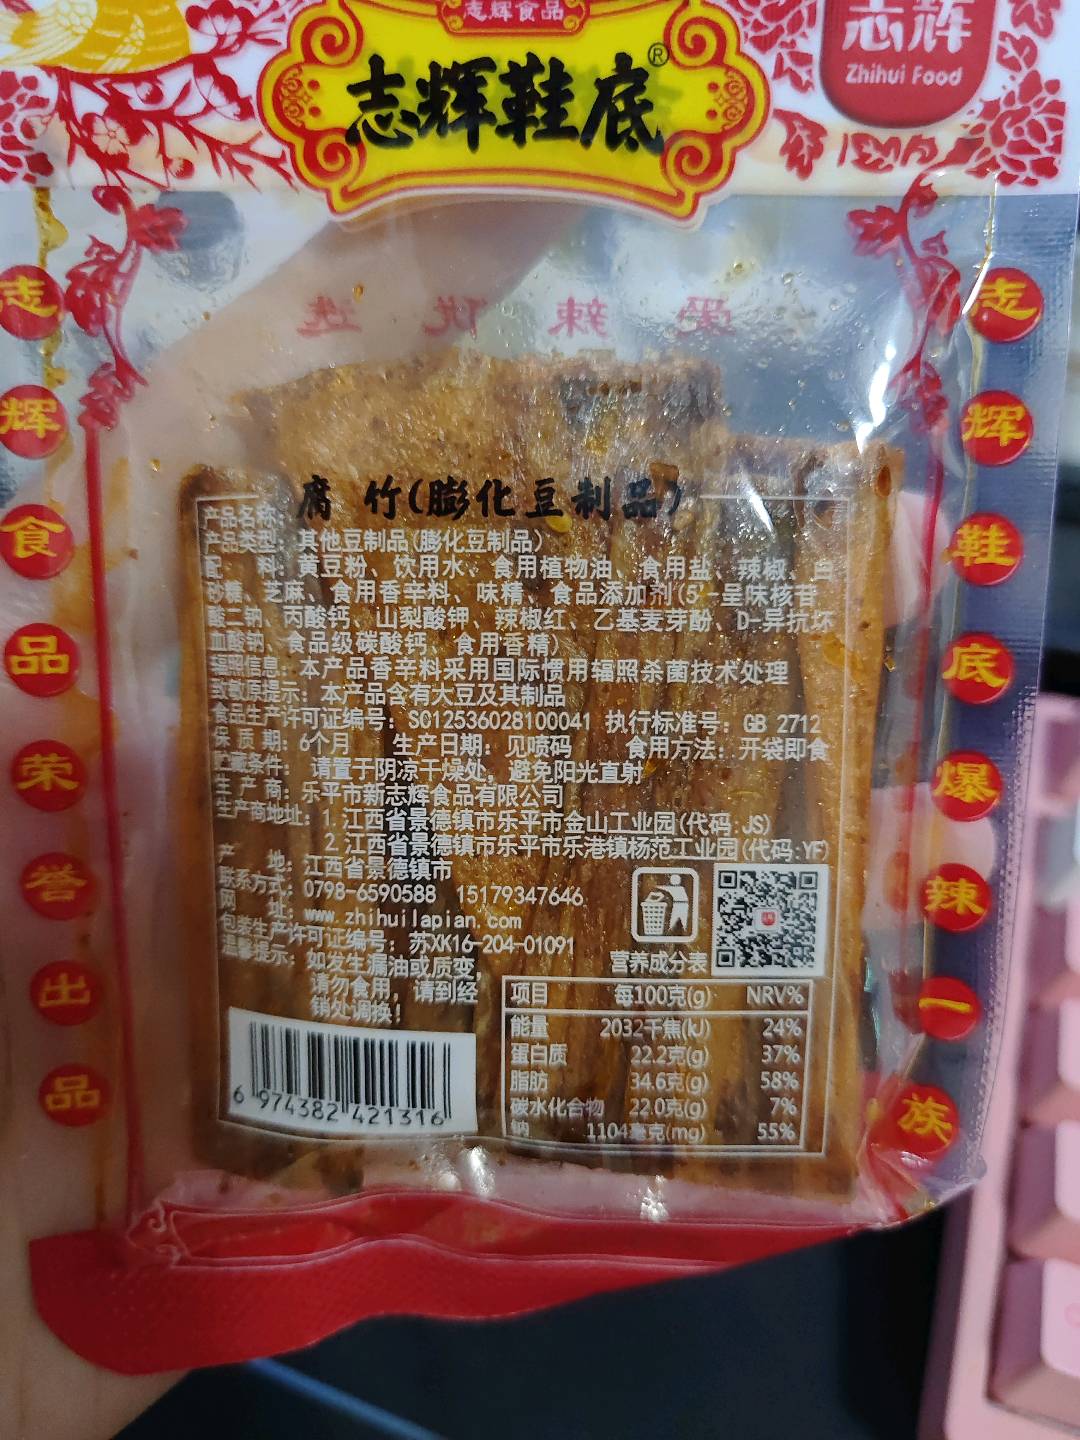 志辉食品
志辉鞋底®
志辉
Zhihui Food
志辉食品荣誉出品
志辉鞋底爆辣一族
爱辣优选
产品名称: 腐 竹(膨化豆制品)
产品类型: 其他豆制品(膨化豆制品)
配 料: 黄豆粉、饮用水、食用植物油、食用盐、辣椒、白
砂糖、芝麻、食用香辛料、味精、食品添加剂(5'-呈味核苷
酸二钠、丙酸钙、山梨酸钾、辣椒红、乙基麦芽酚、D-异抗坏
血酸钠、食品级碳酸钙、食用香精)
辐照信息: 本产品香辛料采用国际惯用辐照杀菌技术处理
致敏原提示: 本产品含有大豆及其制品
食品生产许可证编号: SC12536028100041 执行标准号: GB 2712
保 质 期: 6个月 生产日期: 见喷码 食用方法: 开袋即食
贮藏条件: 请置于阴凉干燥处, 避免阳光直射
生 产 商: 乐平市新志辉食品有限公司
生产商地址: 1. 江西省景德镇市乐平市金山工业园(代码:JS)
2. 江西省景德镇市乐平市乐港镇杨范工业园(代码:YF)
产 地: 江西省景德镇市
联系方式: 0798-6590588 15179347646
网 址: www.zhihuilapian.com
包装生产许可证编号: 苏XK16-204-01091
温馨提示: 如发生漏油或质变,
请勿食用, 请到经
销处调换!
营养成分表
项目 每100克(g) NRV%
能量 2032千焦(kJ) 24%
蛋白质 22.2克(g) 37%
脂肪 34.6克(g) 58%
碳水化合物 22.0克(g) 7%
钠 1104毫克(mg) 55%
6 974382 421316